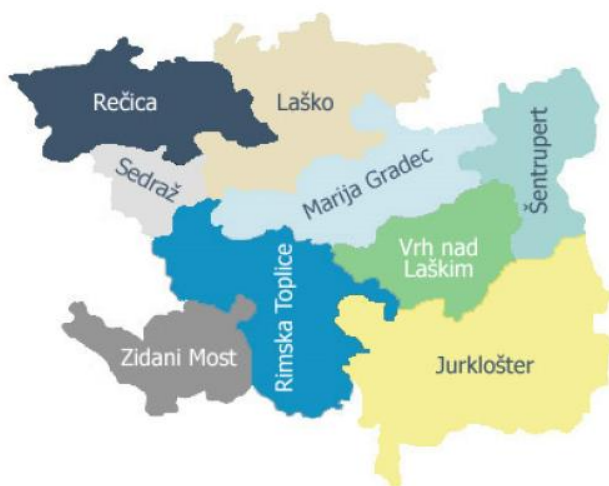 Rečica
Laško
Sedraž
Marija Gradec
Šentrupert
Vrh nad
Laškim
Rimska Toplice
Zidani Most
Jurklošter